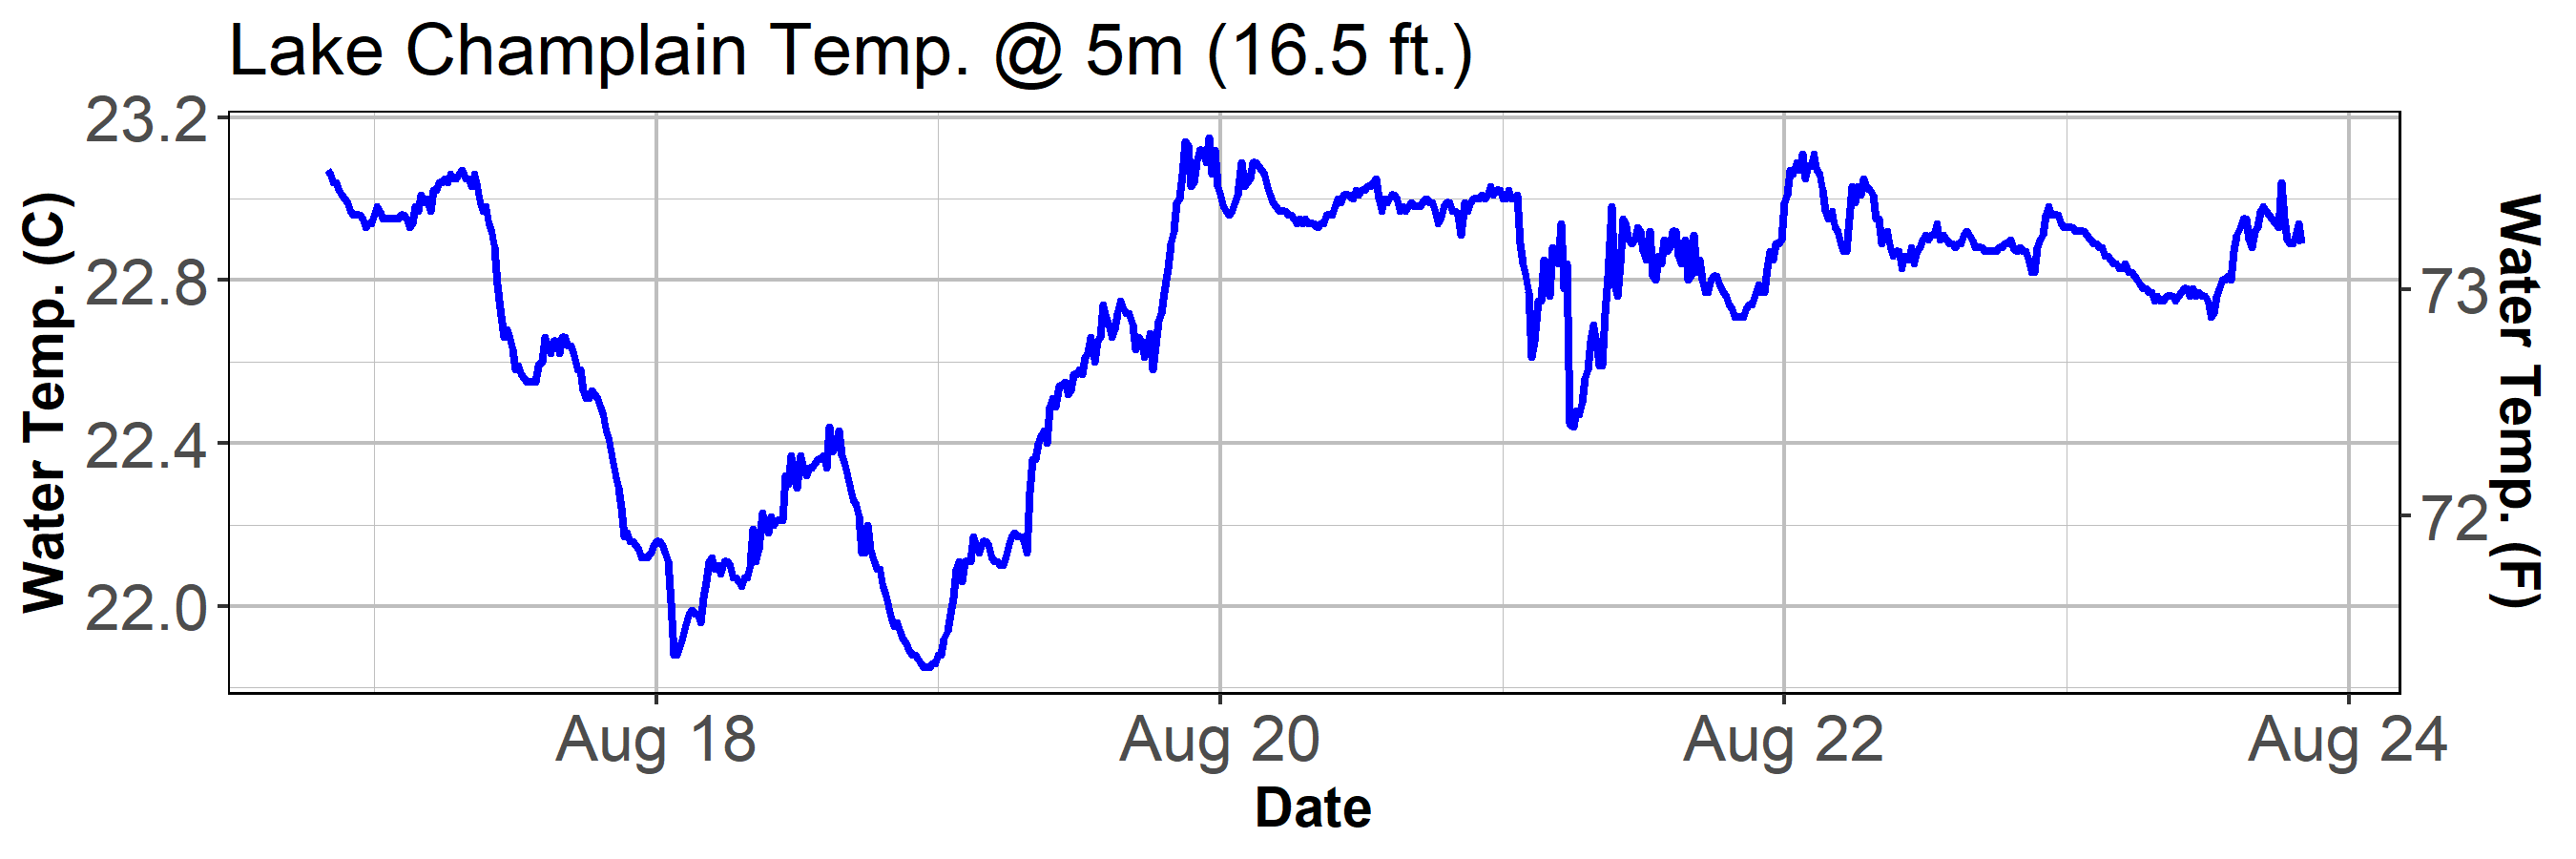 Lake Champlain Temp. @ 5m (16.5 ft.)
Water Temp. (C)
23.2
22.8
22.4
22.0
73
72
Water Temp. (F)
Aug 18
Aug 20
Aug 22
Aug 24
Date